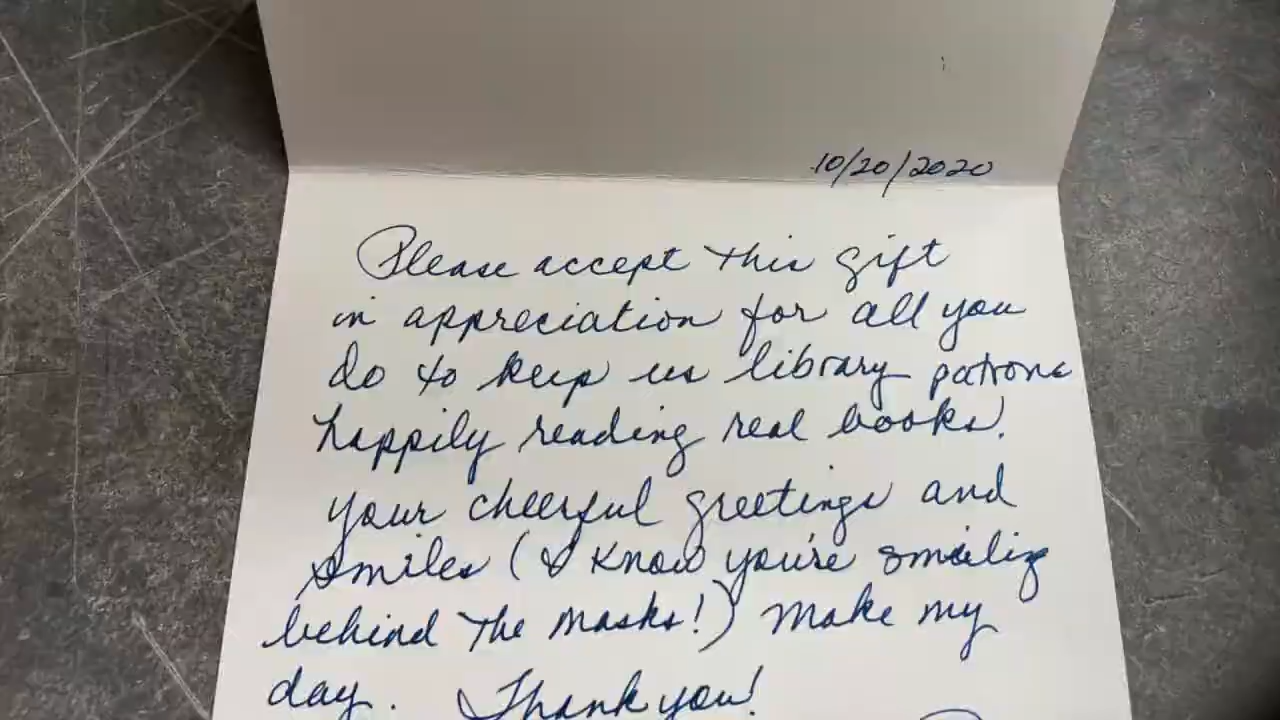 10/20/2020
Please accept this gift
in appreciation for all you
do to keep us library patrons
happily reading real books.
Your cheerful greetings and
smiles (I know you're smiling
behind the masks!) make my
day. Thank you!